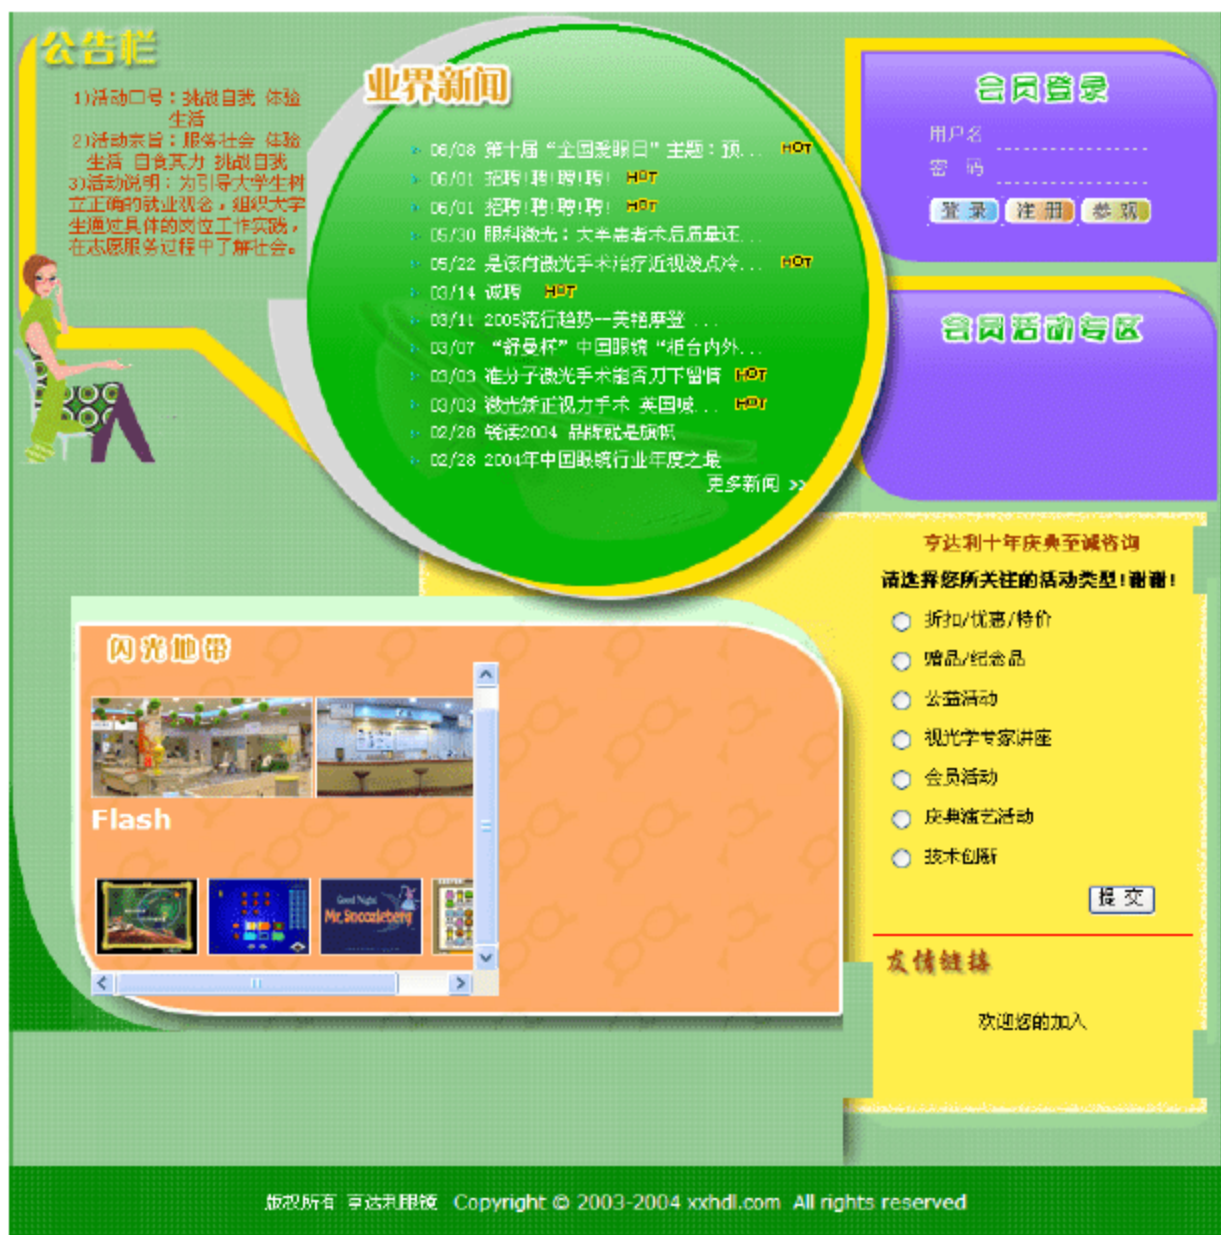 公告栏
1)活动口号：挑战自我 体验
生活
2)活动宗旨：服务社会 体验
生活 自食其力 挑战自我
3)活动说明：为引导大学生树
立正确的就业观念，组织大学
生通过具体的岗位工作实践，
在志愿服务过程中了解社会。
业界新闻
06/08 第十届“全国爱眼日”主题：预... HOT
06/01 招聘!聘!聘!聘! HOT
06/01 招聘!聘!聘!聘! HOT
05/30 眼科激光：大半患者术后质量还...
05/22 是该向激光手术治疗近视泼点冷... HOT
03/14 诚聘 HOT
03/11 2005流行趋势--美艳摩登 ...
03/07 “舒曼杯”中国眼镜“柜台内外...
03/03 准分子激光手术能否刀下留情 HOT
03/03 激光矫正视力手术 英国喊... HOT
02/28 锐读2004 品牌就是旗帜
02/28 2004年中国眼镜行业年度之最
更多新闻 >>
会员登录
用户名
密 码
登 录 注 册 参 观
会员活动专区
亨达利十年庆典至诚咨询
请选择您所关注的活动类型!谢谢!
折扣/优惠/特价
赠品/纪念品
公益活动
视光学专家讲座
会员活动
庆典演艺活动
技术创新
提 交
友情链接
欢迎您的加入
闪光地带
Flash
Good Night
Mr. Snoozleberg
版权所有 亨达利眼镜 Copyright © 2003-2004 xxhdl.com All rights reserved